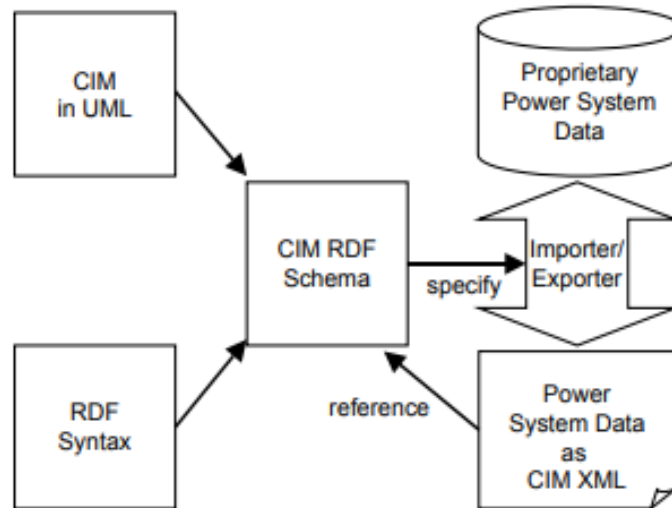 CIM
in UML
Proprietary
Power System
Data
CIM RDF
Schema
specify
Importer/
Exporter
RDF
Syntax
reference
Power
System Data
as
CIM XML